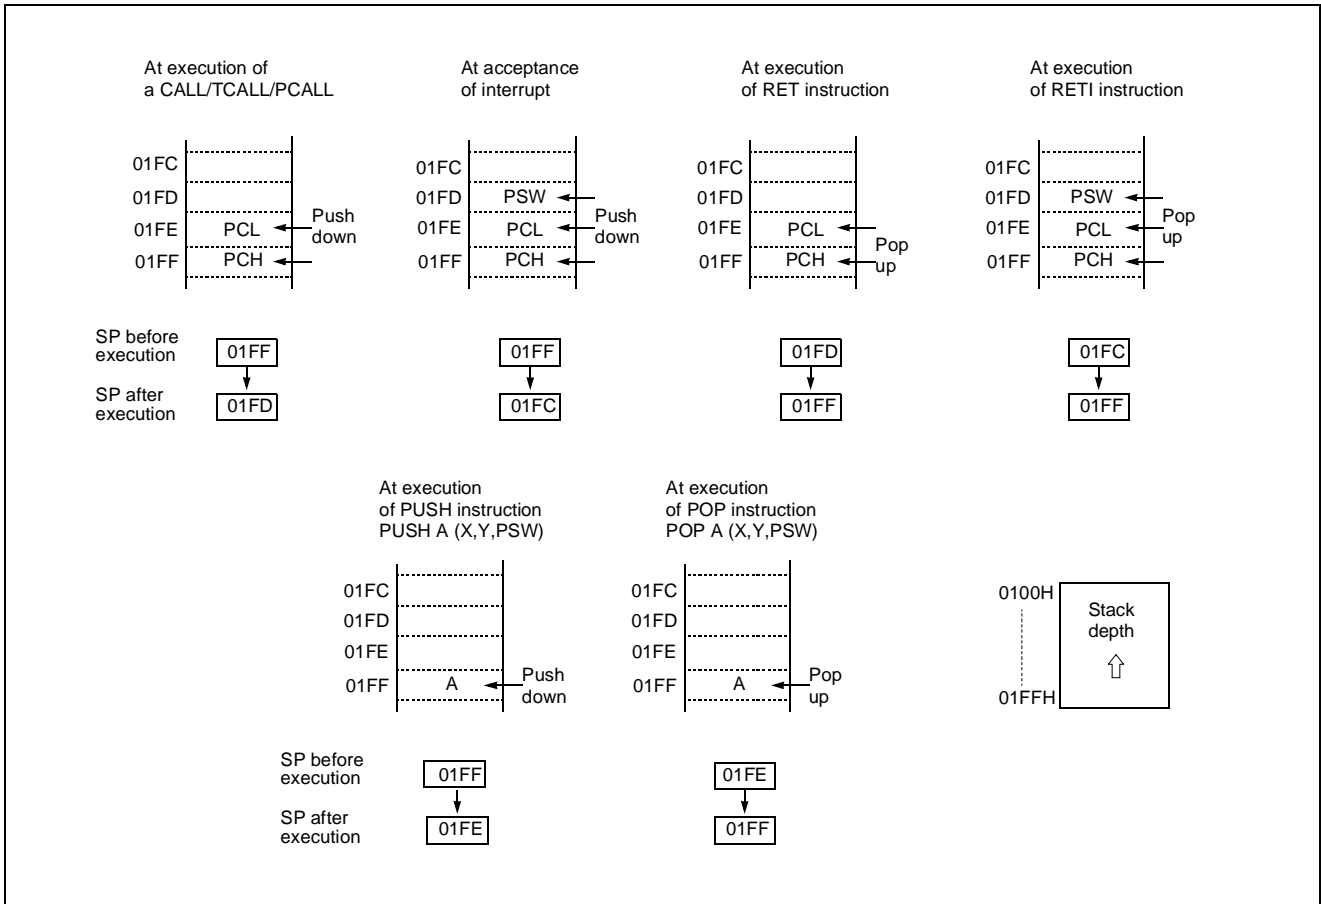 At execution of
a CALL/TCALL/PCALL
01FC
01FD
01FE PCL Push
down
01FF PCH
At acceptance
of interrupt
01FC
01FD PSW
01FE PCL Push
down
01FF PCH
At execution
of RET instruction
01FC
01FD
01FE PCL
01FF PCH Pop
up
At execution
of RETI instruction
01FC
01FD PSW
01FE PCL Pop
up
01FF PCH
SP before
execution
01FF
01FF
01FD
01FC
SP after
execution
01FD
01FC
01FF
01FF
At execution
of PUSH instruction
PUSH A (X,Y,PSW)
01FC
01FD
01FE
01FF A Push
down
At execution
of POP instruction
POP A (X,Y,PSW)
01FC
01FD
01FE
01FF A Pop
up
0100H
Stack
depth
01FFH
SP before
execution
01FF
01FE
SP after
execution
01FE
01FF